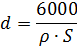 d = 6000 / ρ · S